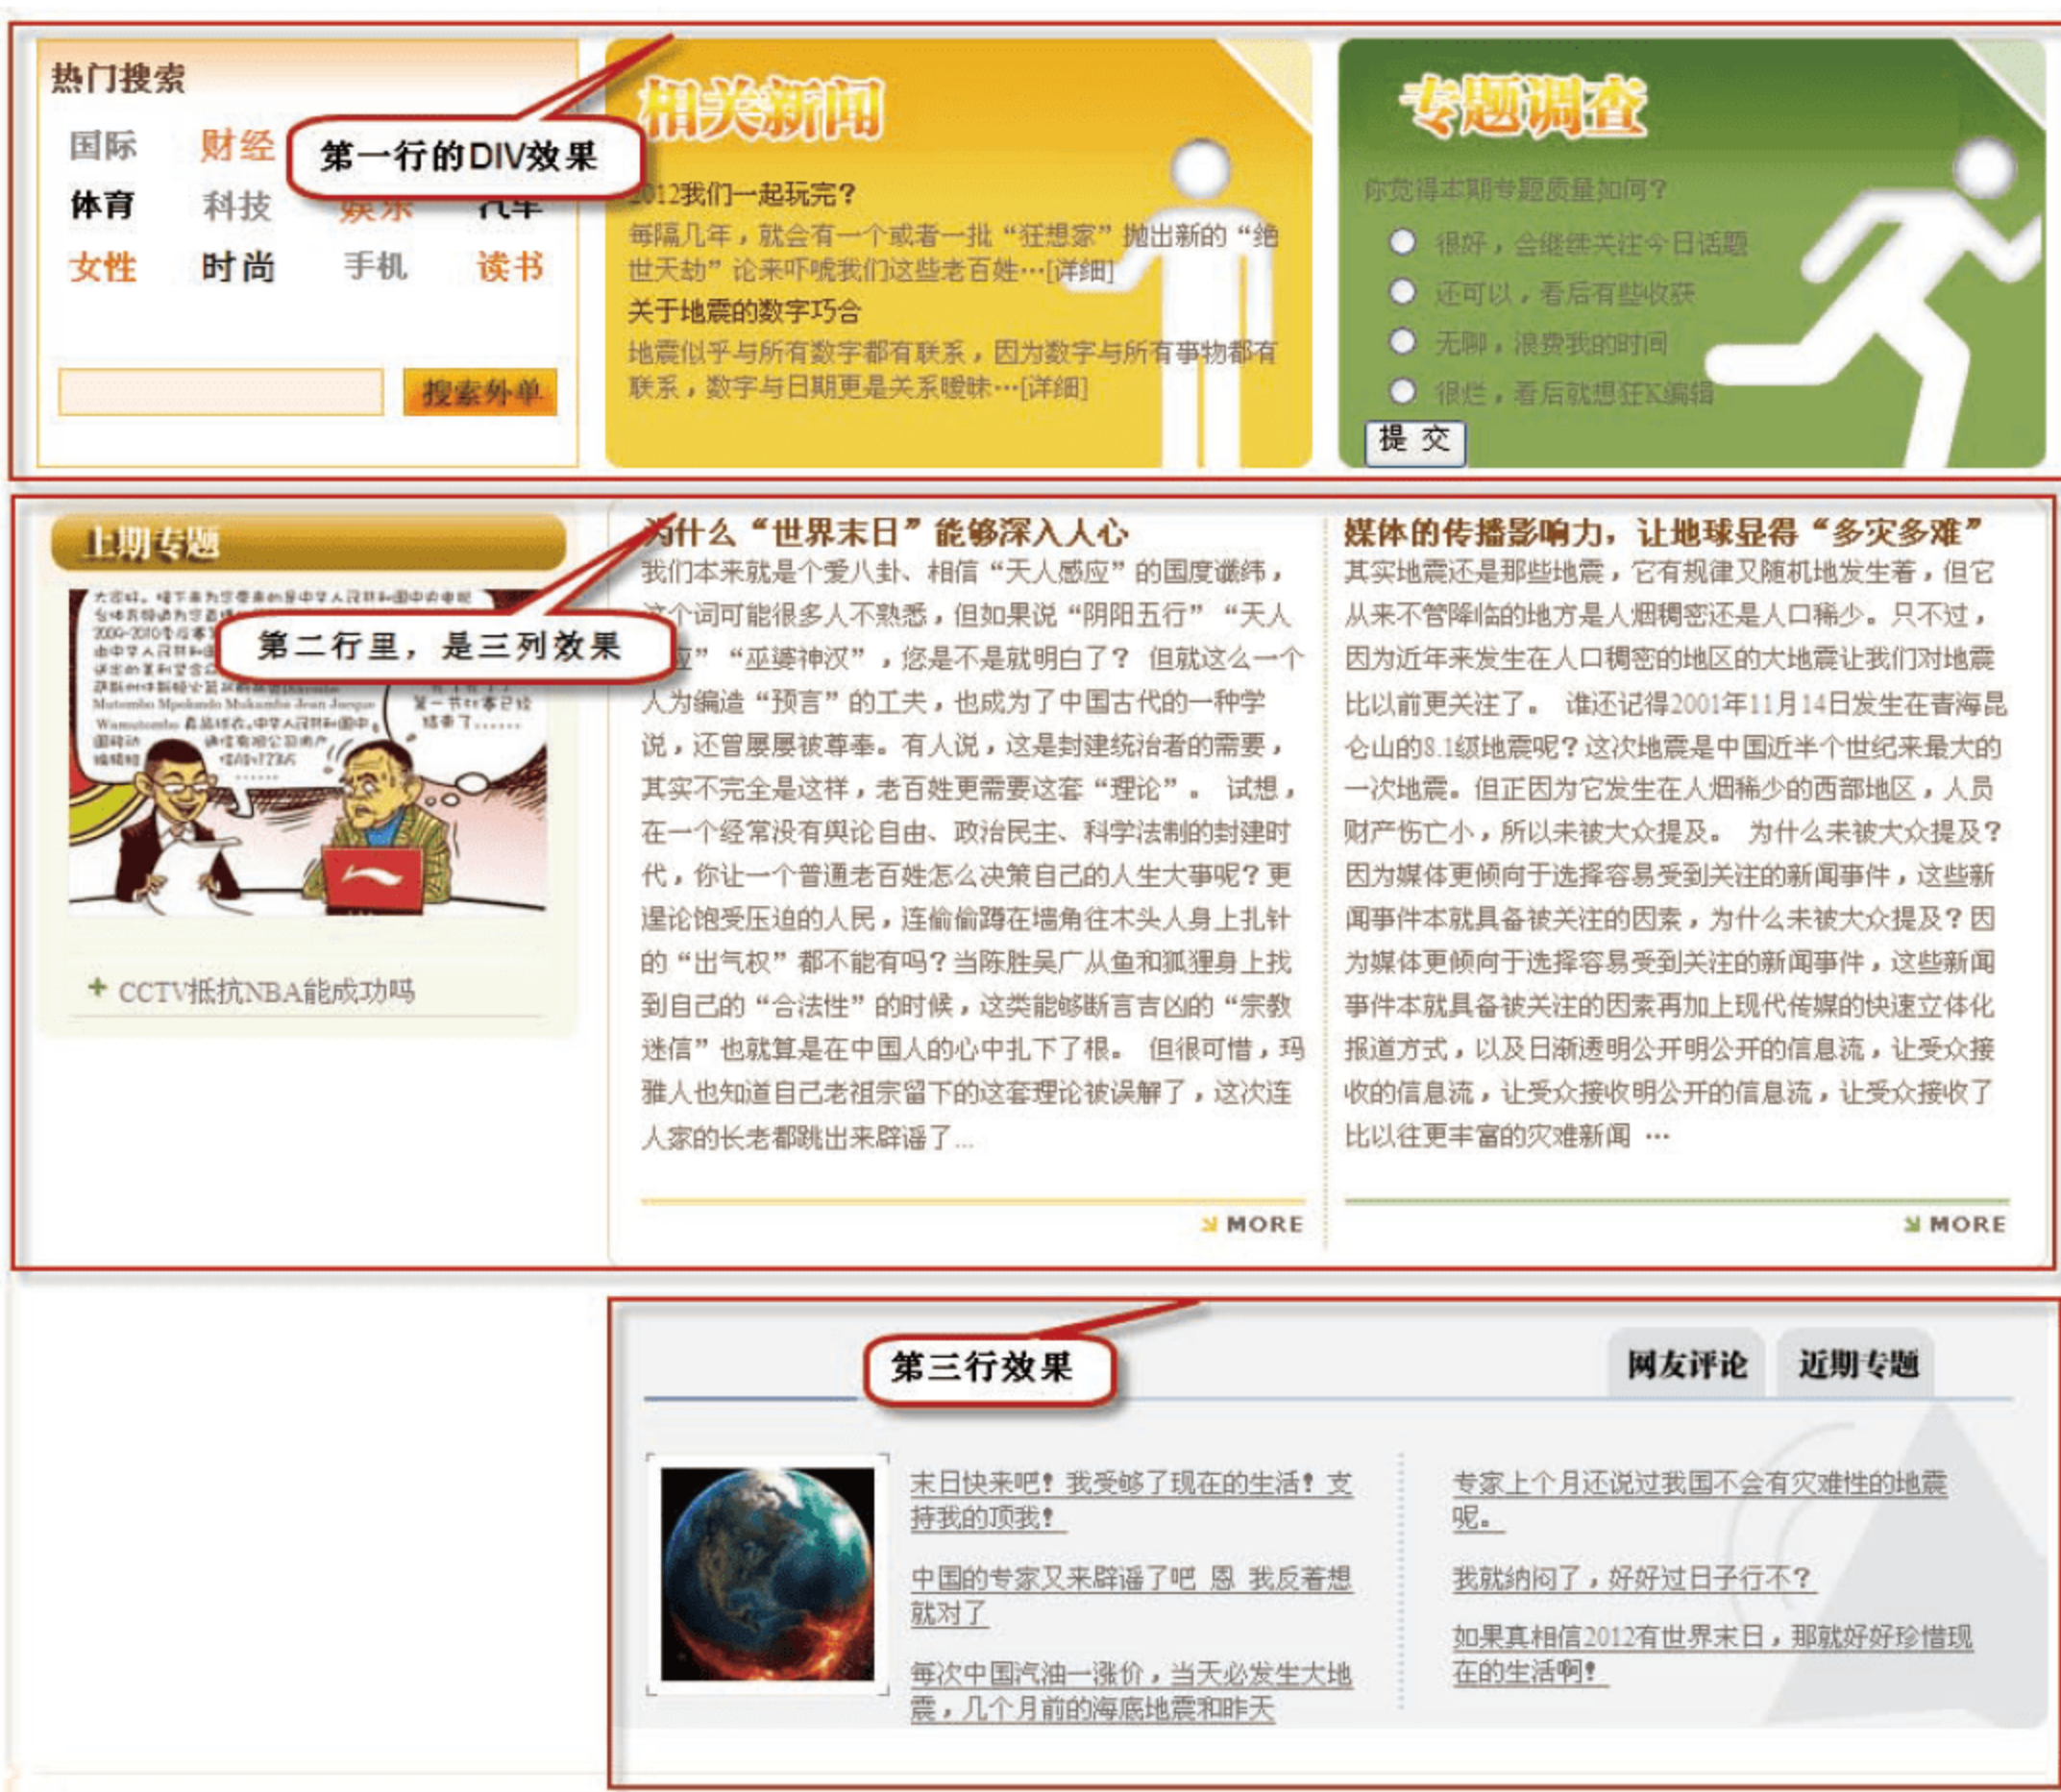 热门搜索
国际 财经
体育 科技 娱乐 汽车
女性 时尚 手机 读书
搜索外单
第一行的DIV效果
相关新闻
2012我们一起玩完？
每隔几年，就会有一个或者一批“狂想家”抛出新的“绝
世天劫”论来吓唬我们这些老百姓…[详细]
关于地震的数字巧合
地震似乎与所有数字都有联系，因为数字与所有事物都有
联系，数字与日期更是关系暧昧…[详细]
专题调查
你觉得本期专题质量如何？
很好，会继续关注今日话题
还可以，看后有些收获
无聊，浪费我的时间
很烂，看后就想狂K编辑
提 交
上期专题
第二行里，是三列效果
CCTV抵抗NBA能成功吗
为什么“世界末日”能够深入人心
我们本来就是个爱八卦、相信“天人感应”的国度谶纬，
这个词可能很多人不熟悉，但如果说“阴阳五行”“天人
应”“巫婆神汉”，您是不是就明白了？ 但就这么一个
人为编造“预言”的工夫，也成为了中国古代的一种学
说，还曾屡屡被尊奉。有人说，这是封建统治者的需要，
其实不完全是这样，老百姓更需要这套“理论”。 试想，
在一个经常没有舆论自由、政治民主、科学法制的封建时
代，你让一个普通老百姓怎么决策自己的人生大事呢？更
遑论饱受压迫的人民，连偷偷蹲在墙角往木头人身上扎针
的“出气权”都不能有吗？当陈胜吴广从鱼和狐狸身上找
到自己的“合法性”的时候，这类能够断言吉凶的“宗教
迷信”也就算是在中国人的心中扎下了根。 但很可惜，玛
雅人也知道自己老祖宗留下的这套理论被误解了，这次连
人家的长老都跳出来辟谣了...
MORE
媒体的传播影响力，让地球显得“多灾多难”
其实地震还是那些地震，它有规律又随机地发生着，但它
从来不管降临的地方是人烟稠密还是人口稀少。只不过，
因为近年来发生在人口稠密的地区的大地震让我们对地震
比以前更关注了。 谁还记得2001年11月14日发生在青海昆
仑山的8.1级地震呢？这次地震是中国近半个世纪来最大的
一次地震。但正因为它发生在人烟稀少的西部地区，人员
财产伤亡小，所以未被大众提及。 为什么未被大众提及？
因为媒体更倾向于选择容易受到关注的新闻事件，这些新
闻事件本就具备被关注的因素，为什么未被大众提及？因
为媒体更倾向于选择容易受到关注的新闻事件，这些新闻
事件本就具备被关注的因素再加上现代传媒的快速立体化
报道方式，以及日渐透明公开明公开的信息流，让受众接
收的信息流，让受众接收明公开的信息流，让受众接收了
比以往更丰富的灾难新闻 …
MORE
第三行效果
网友评论 近期专题
末日快来吧！我受够了现在的生活！支
持我的顶我！
中国的专家又来辟谣了吧 恩 我反着想
就对了
每次中国汽油一涨价，当天必发生大地
震，几个月前的海底地震和昨天
专家上个月还说过我国不会有灾难性的地震
呢。
我就纳闷了，好好过日子行不？
如果真相信2012有世界末日，那就好好珍惜现
在的生活啊！